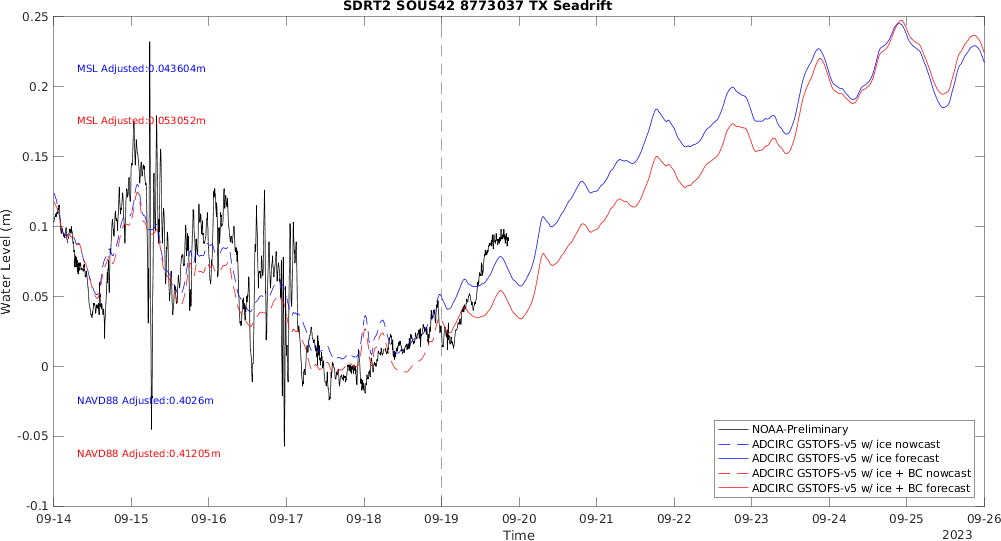 SDRT2 SOUS42 8773037 TX Seadrift
Water Level (m)
0.25
0.2
0.15
0.1
0.05
0
-0.05
-0.1
MSL Adjusted:0.043604m
MSL Adjusted:0.053052m
NAVD88 Adjusted:0.4026m
NAVD88 Adjusted:0.41205m
NOAA-Preliminary
ADCIRC GSTOFS-v5 w/ ice nowcast
ADCIRC GSTOFS-v5 w/ ice forecast
ADCIRC GSTOFS-v5 w/ ice + BC nowcast
ADCIRC GSTOFS-v5 w/ ice + BC forecast
09-14 09-15 09-16 09-17 09-18 09-19 09-20 09-21 09-22 09-23 09-24 09-25 09-26
Time
2023